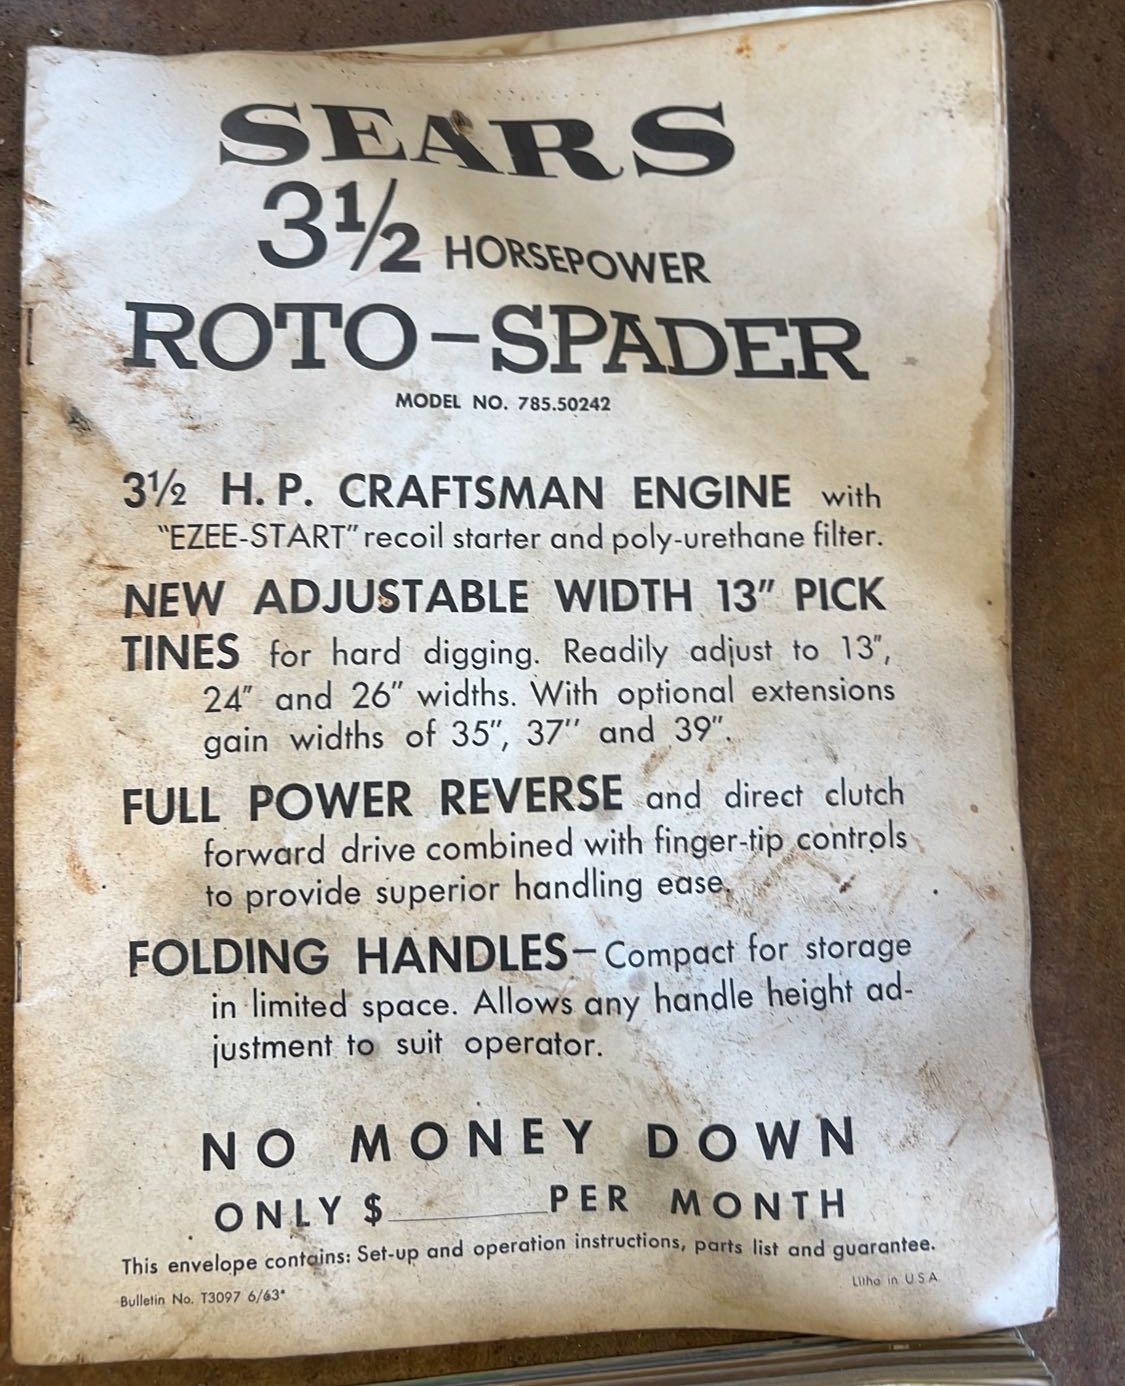 SEARS
3½ HORSEPOWER
ROTO-SPADER
MODEL NO. 785.50242
3½ H.P. CRAFTSMAN ENGINE with
"EZEE-START" recoil starter and poly-urethane filter.
NEW ADJUSTABLE WIDTH 13" PICK
TINES for hard digging. Readily adjust to 13",
24" and 26" widths. With optional extensions
gain widths of 35", 37" and 39".
FULL POWER REVERSE and direct clutch
forward drive combined with finger-tip controls
to provide superior handling ease.
FOLDING HANDLES—Compact for storage
in limited space. Allows any handle height ad-
justment to suit operator.
NO MONEY DOWN
ONLY $________PER MONTH
This envelope contains: Set-up and operation instructions, parts list and guarantee.
Litho in U S A
Bulletin No. T3097 6/63*